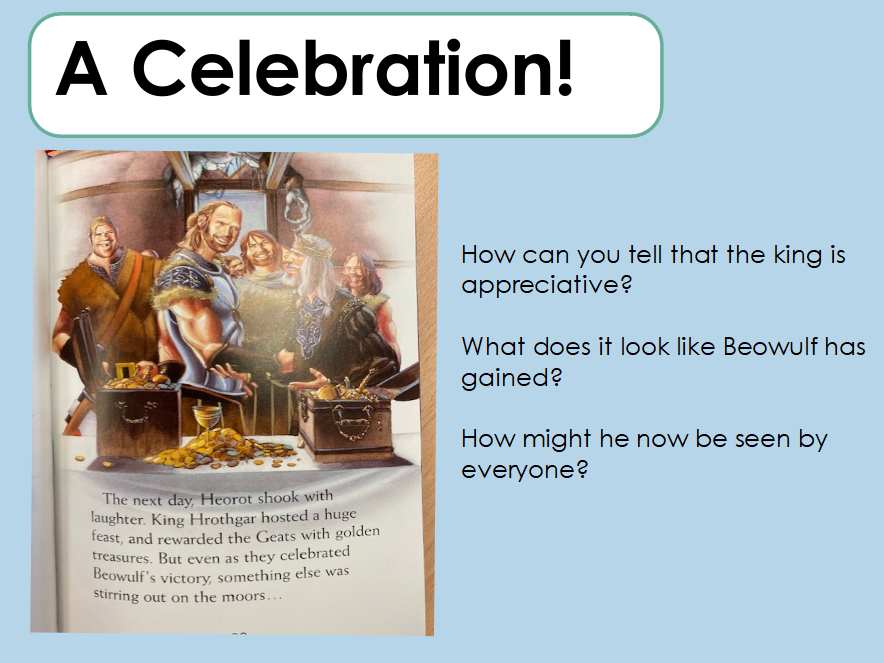 A Celebration!
The next day, Heorot shook with
laughter. King Hrothgar hosted a huge
feast, and rewarded the Geats with golden
treasures. But even as they celebrated
Beowulf's victory, something else was
stirring out on the moors...
How can you tell that the king is
appreciative?
What does it look like Beowulf has
gained?
How might he now be seen by
everyone?